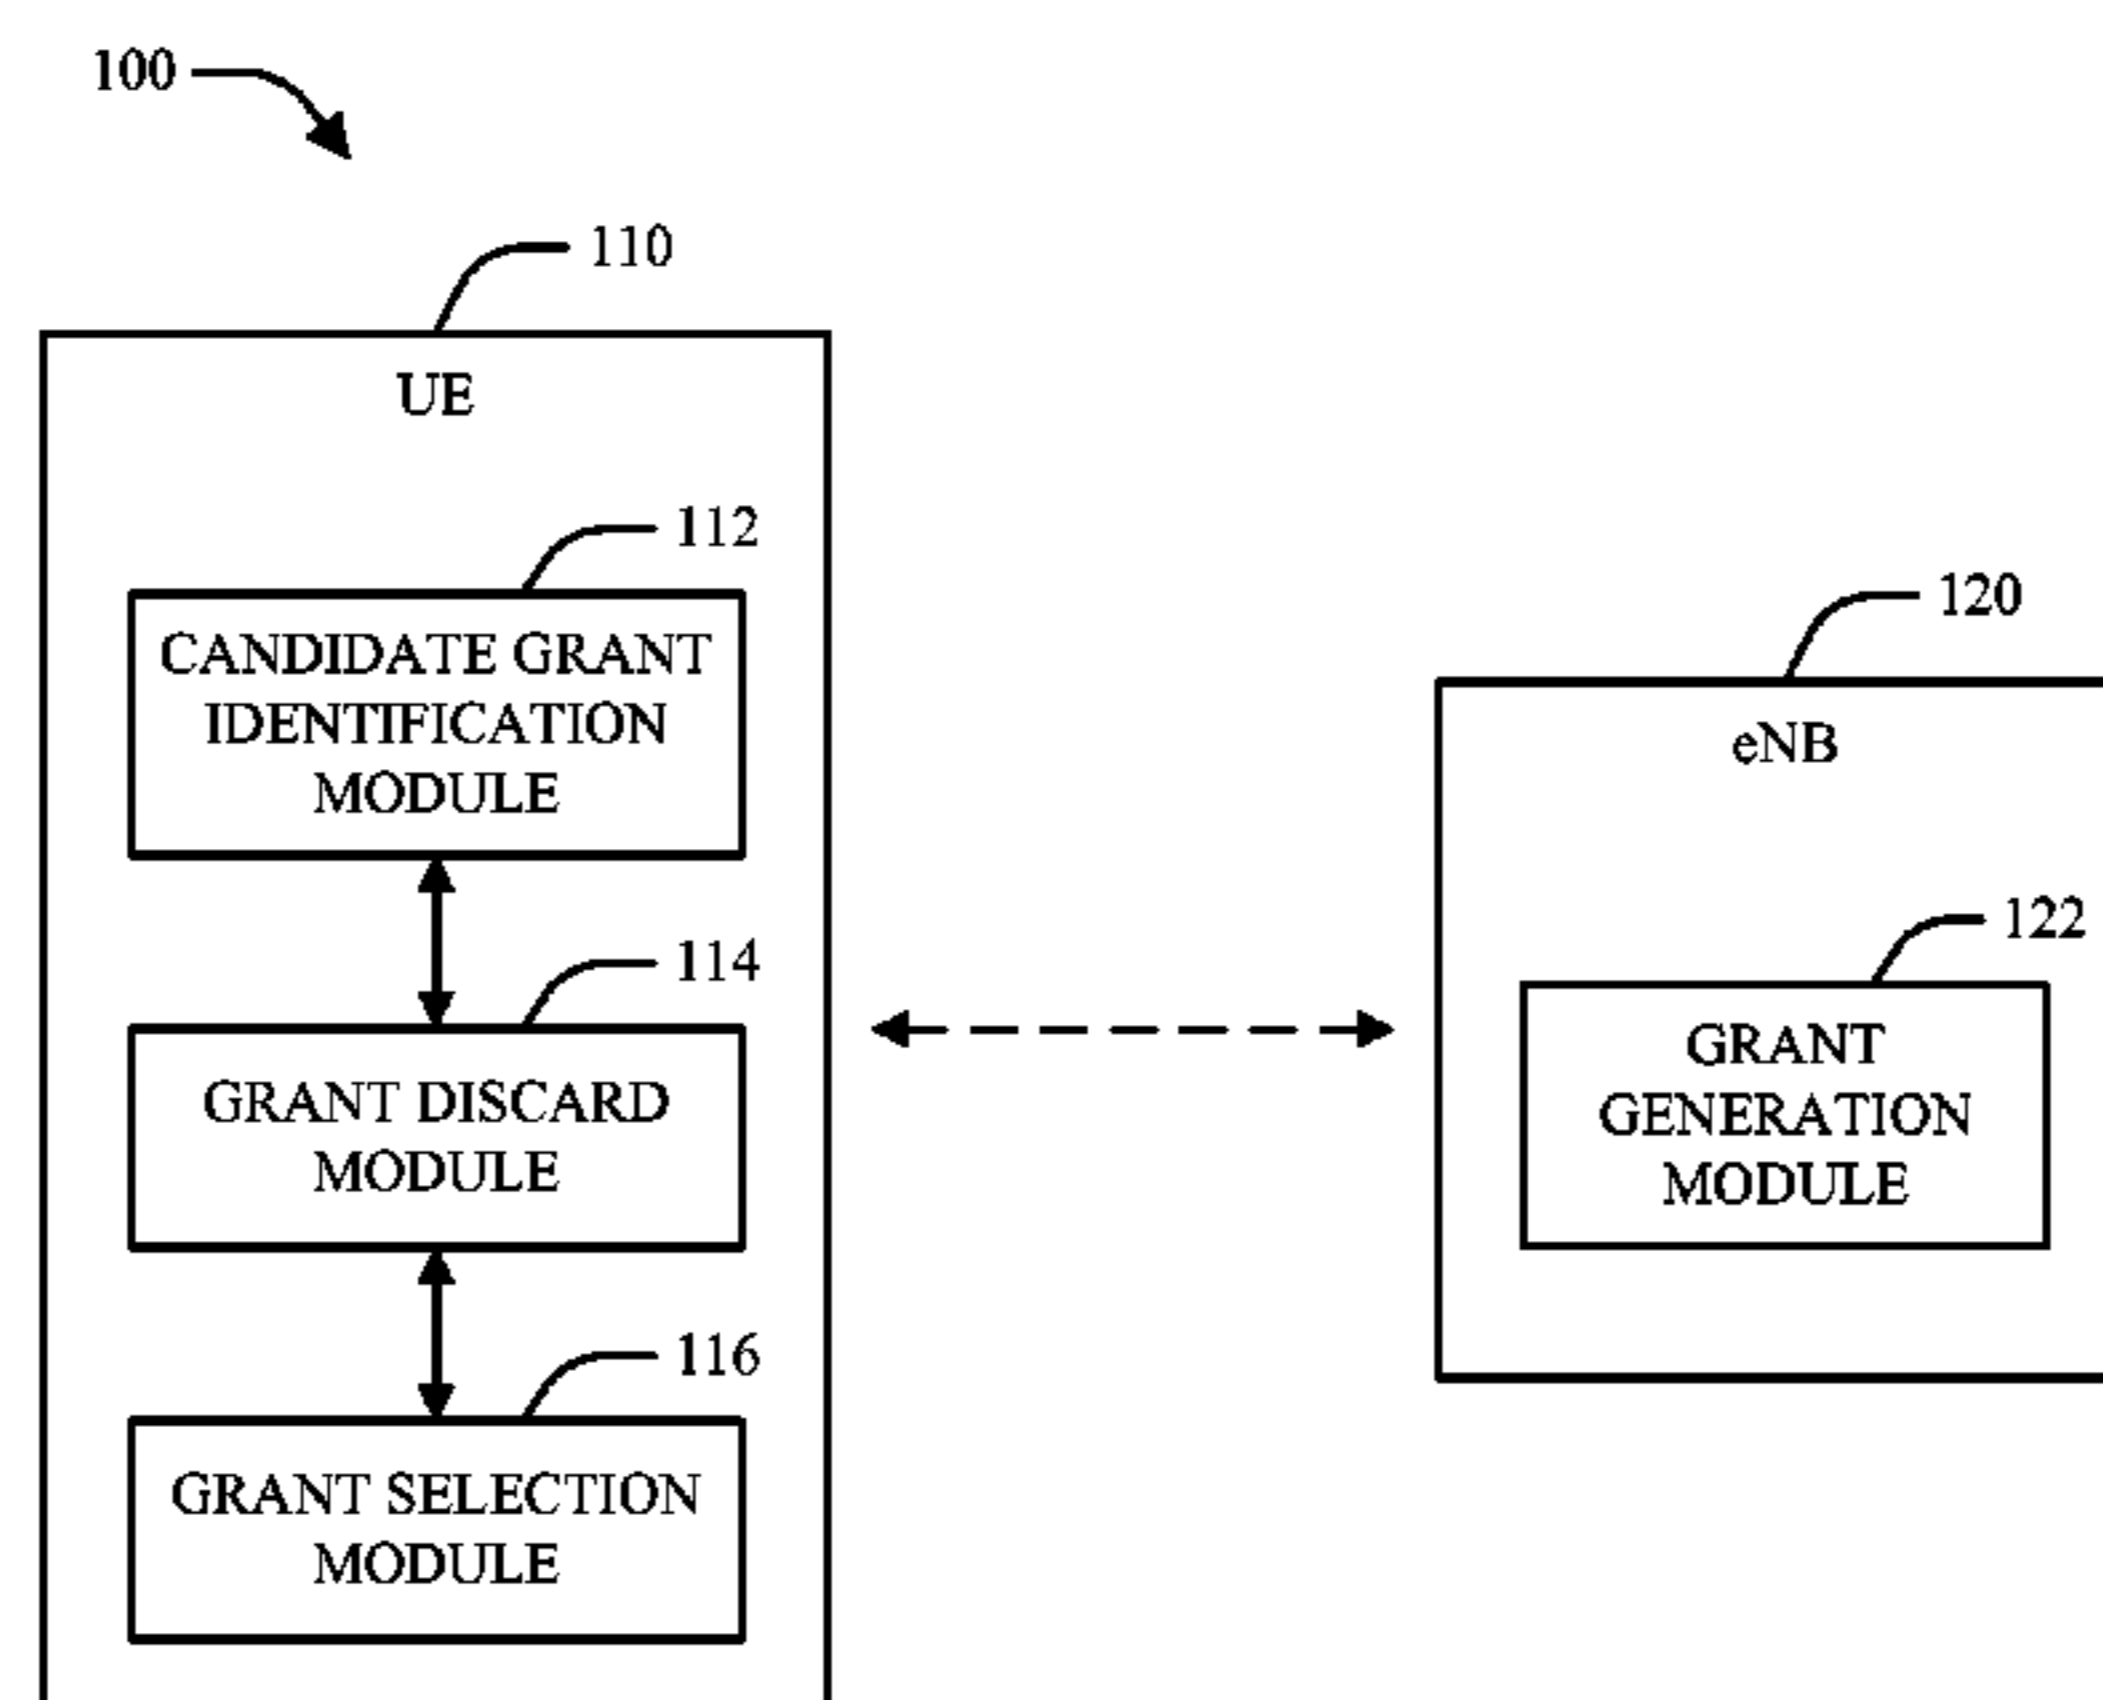 100
110
UE
112
CANDIDATE GRANT
IDENTIFICATION
MODULE
114
GRANT DISCARD
MODULE
116
GRANT SELECTION
MODULE
120
eNB
122
GRANT
GENERATION
MODULE